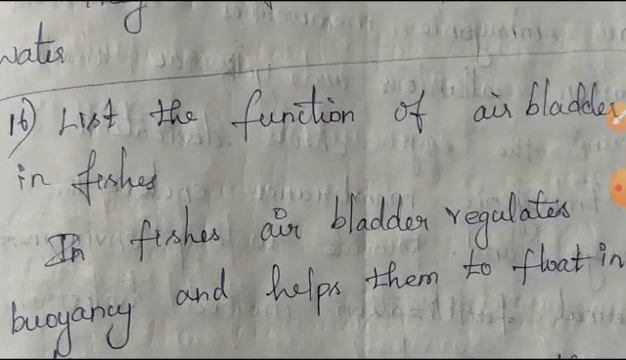 water
16) List the function of air bladder
in fishes
In fishes air bladder regulates
buoyancy and helps them to float in